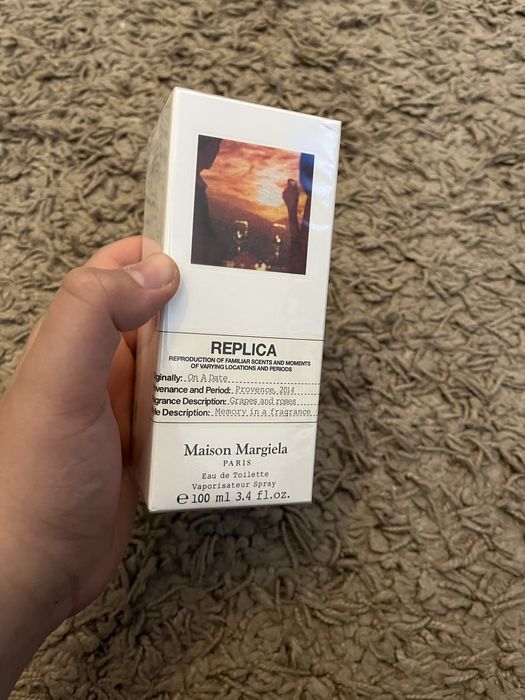 REPLICA
REPRODUCTION OF FAMILIAR SCENTS AND MOMENTS
OF VARYING LOCATIONS AND PERIODS
ginally: On A Date
venance and Period: Provence, 2014
agrance Description: Grapes and roses
le Description: Memory in a fragrance
Maison Margiela
PARIS
Eau de Toilette
Vaporisateur Spray
℮ 100 ml 3.4 fl.oz.